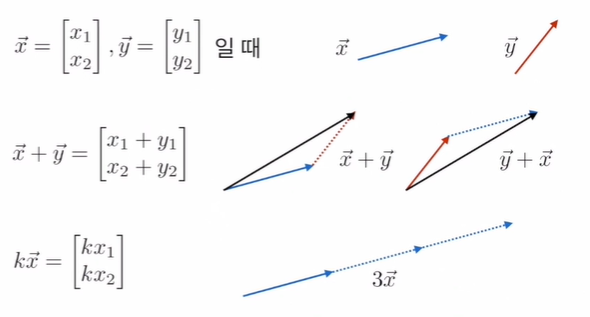 $\vec{x} = \begin{bmatrix} x_1 \\ x_2 \end{bmatrix}, \vec{y} = \begin{bmatrix} y_1 \\ y_2 \end{bmatrix}$ 일 때 $\vec{x}$ $\vec{y}$
$\vec{x} + \vec{y} = \begin{bmatrix} x_1 + y_1 \\ x_2 + y_2 \end{bmatrix}$ $\vec{x} + \vec{y}$ $\vec{y} + \vec{x}$
$k\vec{x} = \begin{bmatrix} kx_1 \\ kx_2 \end{bmatrix}$ $3\vec{x}$